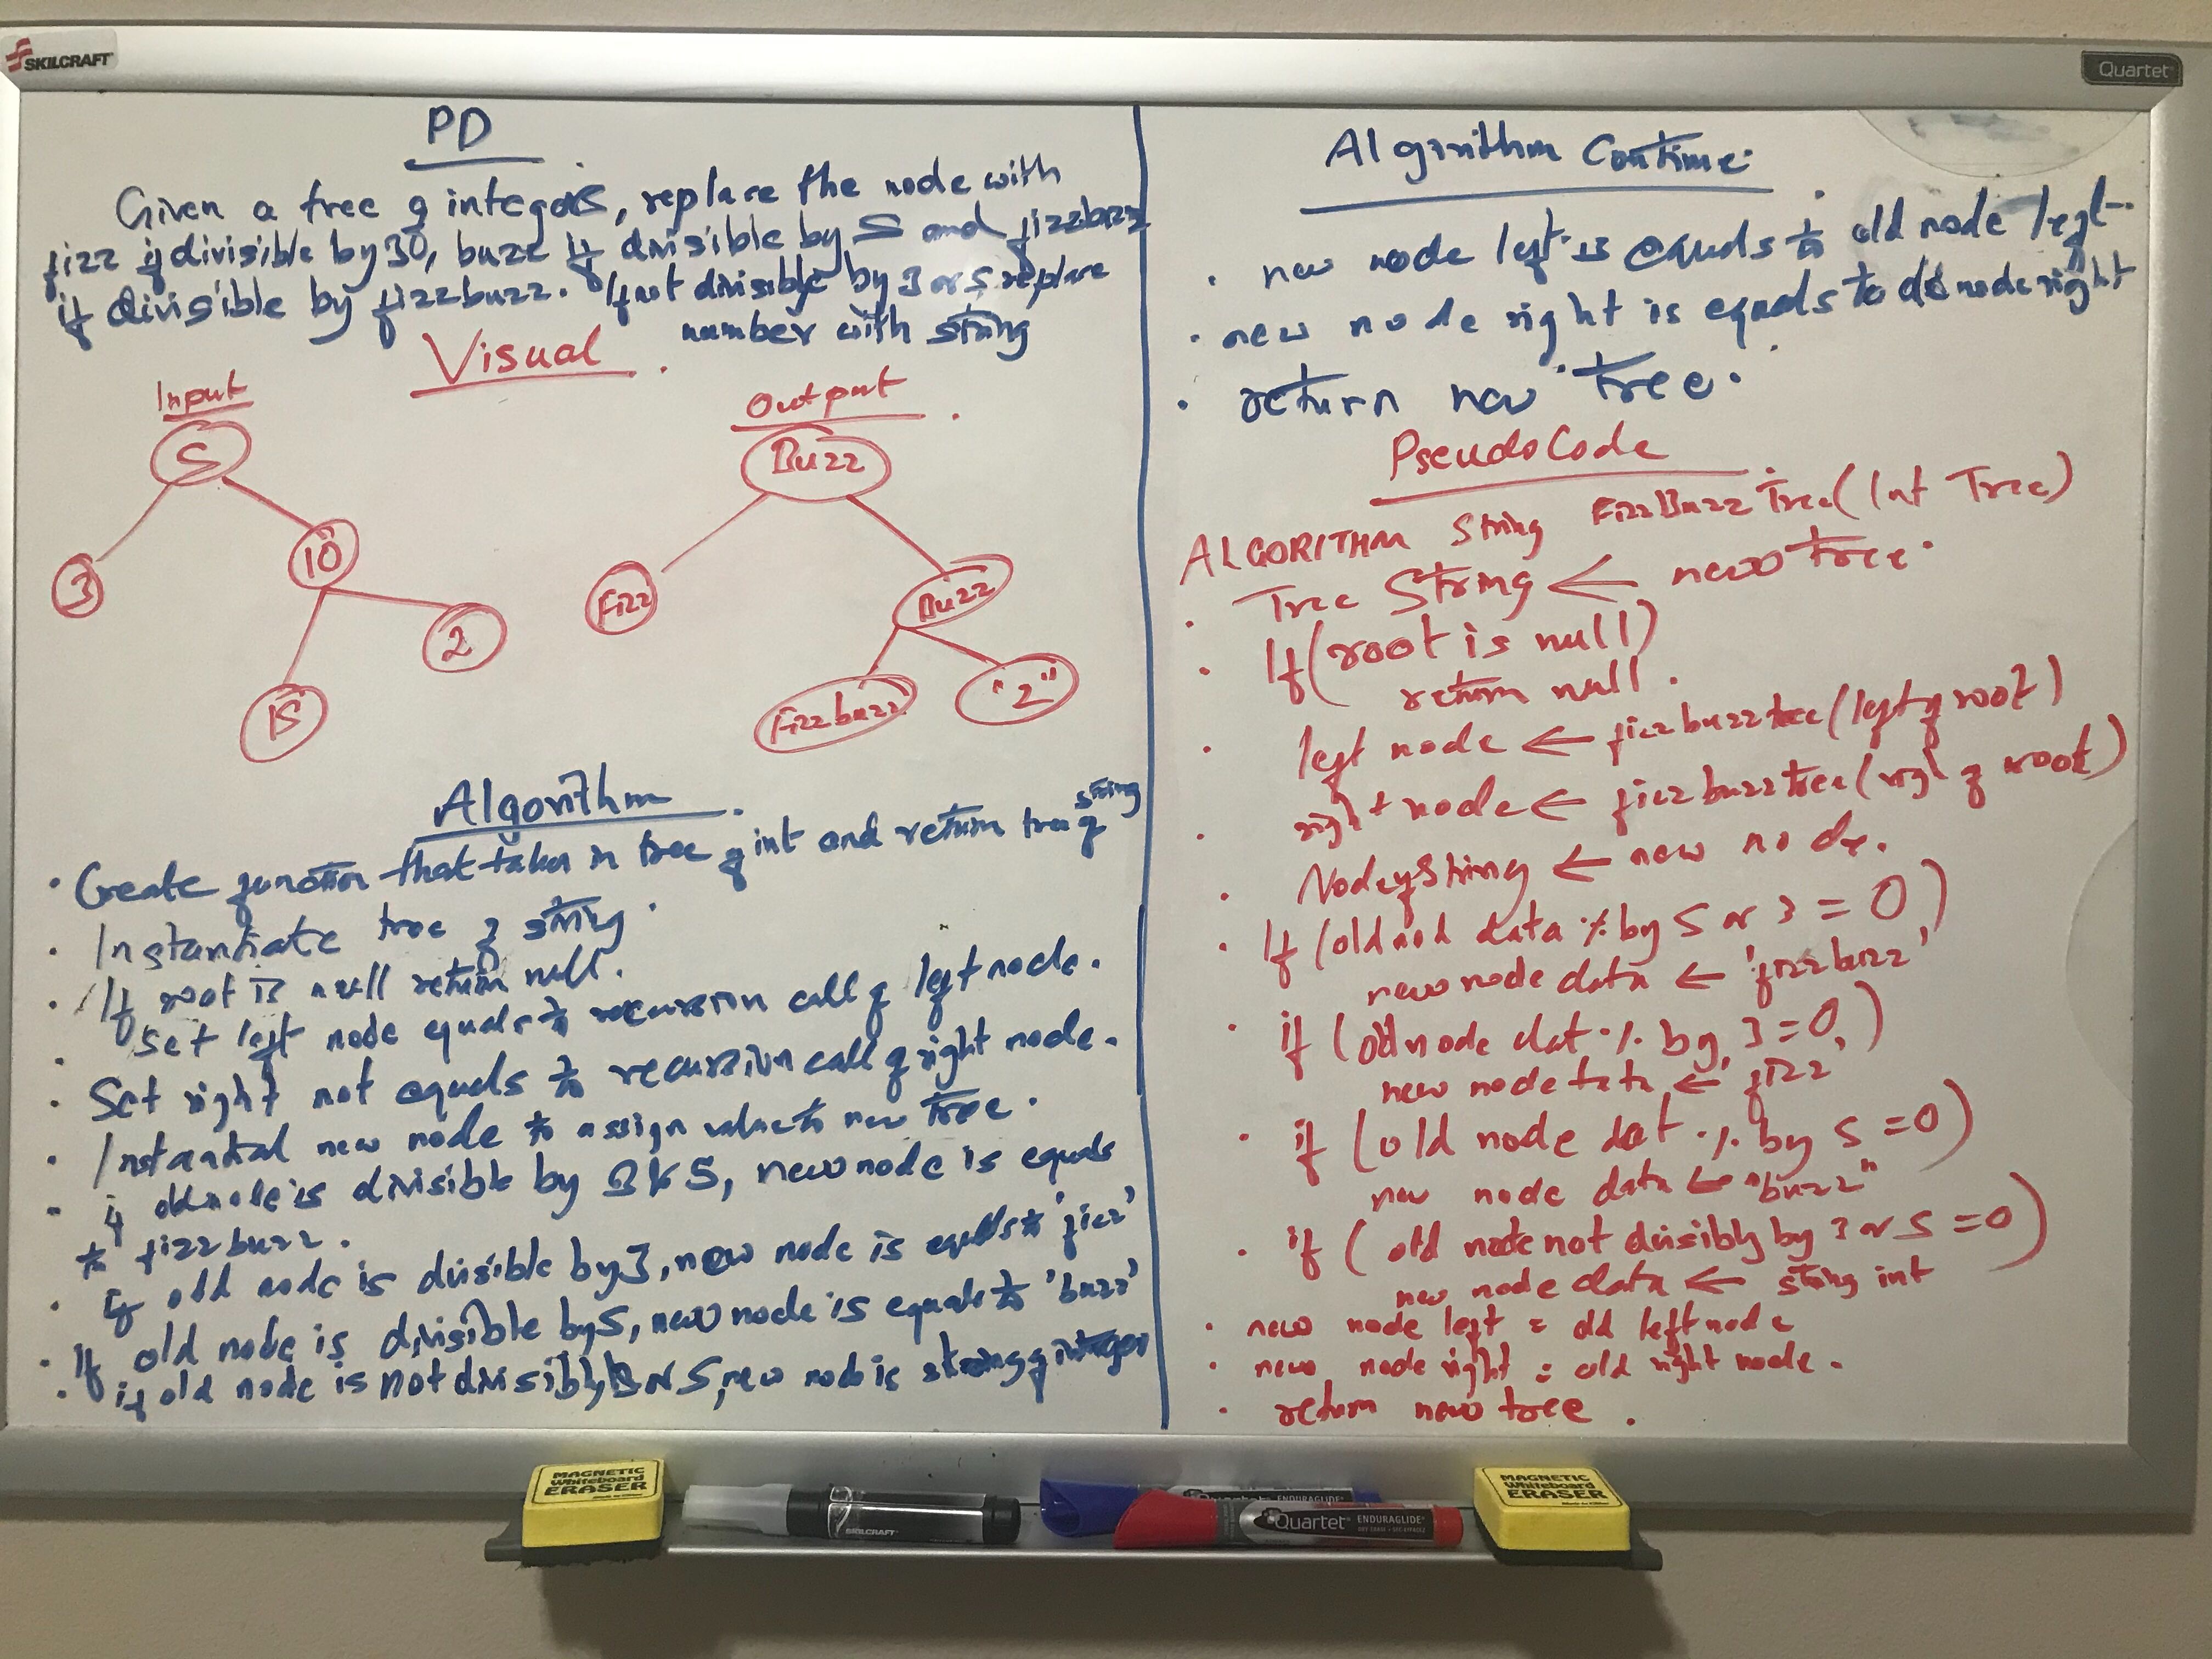 SKILCRAFT
Quartet
PD
Given a tree of integers, replace the node with
fizz if divisible by 30, buzz if divisible by 5 and fizzbuzz
if divisible by fizzbuzz. If not divisible by 3 or 5 replace
number with string
Visual
Input
5
3
10
15
2
Output
Buzz
Fizz
Buzz
Fizzbuzz
"2"
Algorithm
string
• Create function that takes in tree of int and return tree of
• Instantiate tree of string.
• If root is null return null.
• Set left node equals to recursion call of left node.
• Set right not equals to recursion call of right node.
• Instantial new node to assign value to new tree.
• if old node is divisible by 3 & 5, new node is equals
to fizzbuzz.
• If old node is divisible by 3, new node is equals to 'fizz'
• If old node is divisible by 5, new node is equals to 'buzz'
• if old node is not divisibly 3 or 5, new node is string of integer
Algorithm Continue
• new node left is equals to old node left
• new node right is equals to old node right
• return new tree.
PseudoCode
ALGORITHM String FizzBuzzTree(Int Tree)
• Tree String ← new tree.
• If (root is null)
return null.
• left node ← fizzbuzztree(left of root)
• right node ← fizzbuzztree(righ of root)
• Node of String ← new node.
• If (old nod data % by 5 or 3 = 0)
new node data ← 'fizzbuzz'
• if (old node dat % by 3 = 0)
new node tata ← 'fizz'
• if (old node dat % by 5 = 0)
new node data ← "buzz"
• if ( old node not divisibly by 3 or 5 = 0)
new node data ← string int
• new node left = old left node
• new node right = old right node.
• return new tree.
MAGNETIC
Whiteboard
ERASER
SKILCRAFT
ENDURAGLIDE
Quartet ENDURAGLIDE
MAGNETIC
Whiteboard
ERASER